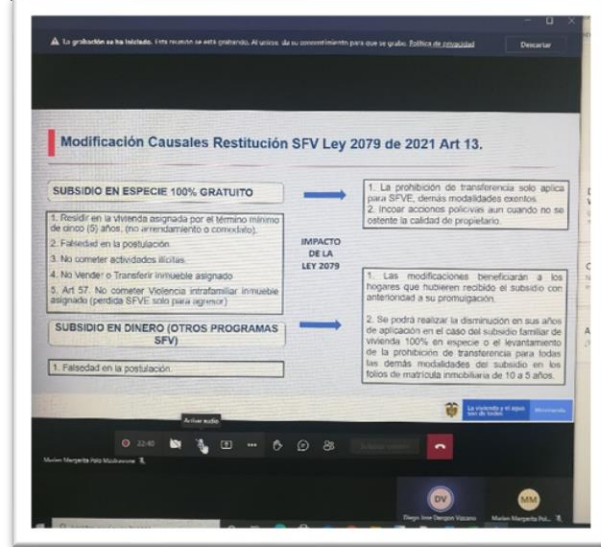 La grabación se ha iniciado. Esta reunión se está grabando. Al unirse, da su consentimiento para que se grabe. Política de privacidad
Descartar
Modificación Causales Restitución SFV Ley 2079 de 2021 Art 13.
SUBSIDIO EN ESPECIE 100% GRATUITO
1. Residir en la vivienda asignada por el término mínimo
de cinco (5) años, (no arrendamiento o comodato).
2. Falsedad en la postulación.
3. No cometer actividades ilícitas.
4. No Vender o Transferir inmueble asignado
5. Art 57. No cometer Violencia intrafamiliar inmueble
asignado (perdida SFVE solo para agresor)
SUBSIDIO EN DINERO (OTROS PROGRAMAS
SFV)
1. Falsedad en la postulación.
IMPACTO
DE LA
LEY 2079
1. La prohibición de transferencia solo aplica
para SFVE, demás modalidades exentos.
2. Incoar acciones policivas aun cuando no se
ostente la calidad de propietario.
1. Las modificaciones beneficiarán a los
hogares que hubieren recibido el subsidio con
anterioridad a su promulgación.
2. Se podrá realizar la disminución en sus años
de aplicación en el caso del subsidio familiar de
vivienda 100% en especie o el levantamiento
de la prohibición de transferencia para todas
las demás modalidades del subsidio en los
folios de matrícula inmobiliaria de 10 a 5 años.
La vivienda y el agua
son de todos
Minvivienda
Activar audio
22:40
DV
MM